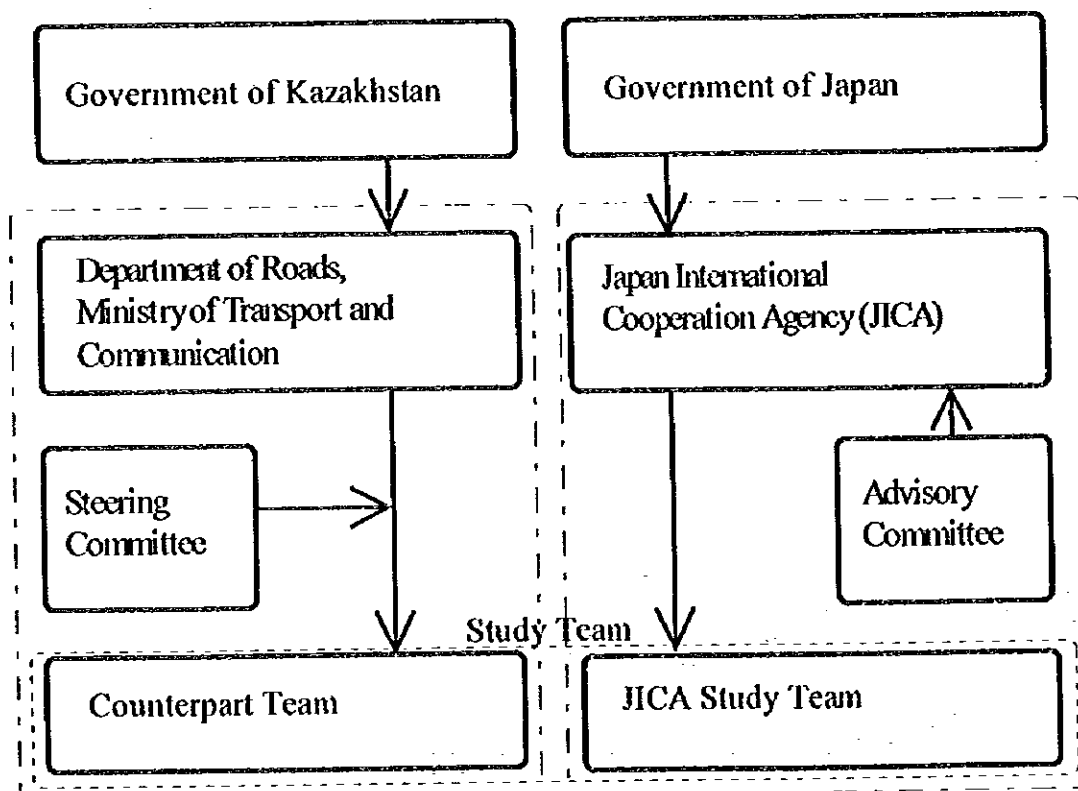 Government of Kazakhstan
Government of Japan
Department of Roads,
Ministry of Transport and
Communication
Japan International
Cooperation Agency (JICA)
Steering
Committee
Advisory
Committee
Study Team
Counterpart Team
JICA Study Team